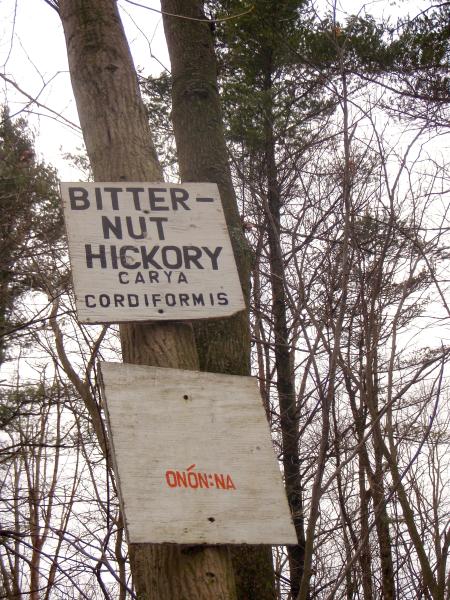 BITTER-
NUT
HICKORY
CARYA
CORDIFORMIS
ONÓN:NA